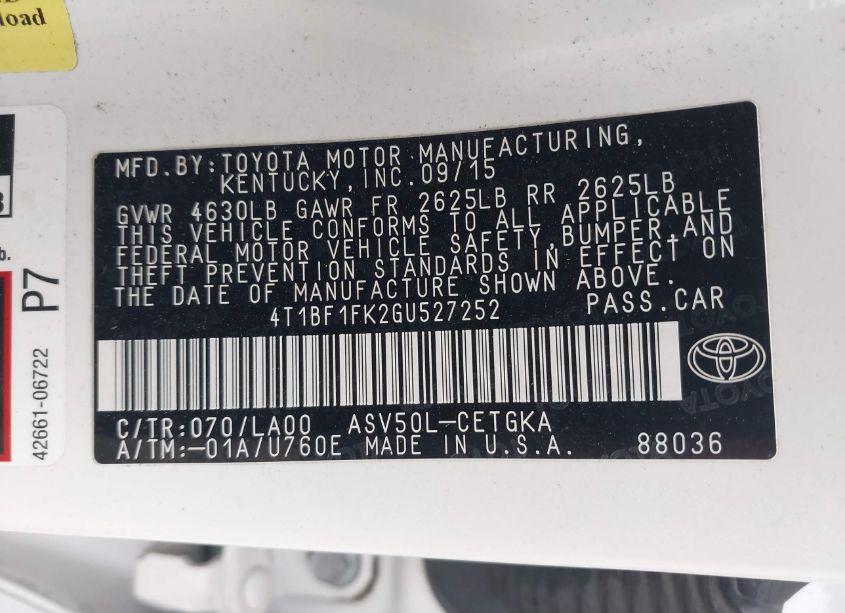 load
b.
P7
42661-06722
MFD.BY:TOYOTA MOTOR MANUFACTURING,
KENTUCKY,INC.09/15
GVWR 4630LB GAWR FR 2625LB RR 2625LB
THIS VEHICLE CONFORMS TO ALL APPLICABLE
FEDERAL MOTOR VEHICLE SAFETY,BUMPER,AND
THEFT PREVENTION STANDARDS IN EFFECT ON
THE DATE OF MANUFACTURE SHOWN ABOVE.
4T1BF1FK2GU527252 PASS.CAR
C/TR:070/LA00 ASV50L-CETGKA
A/TM:-01A/U760E MADE IN U.S.A. 88036